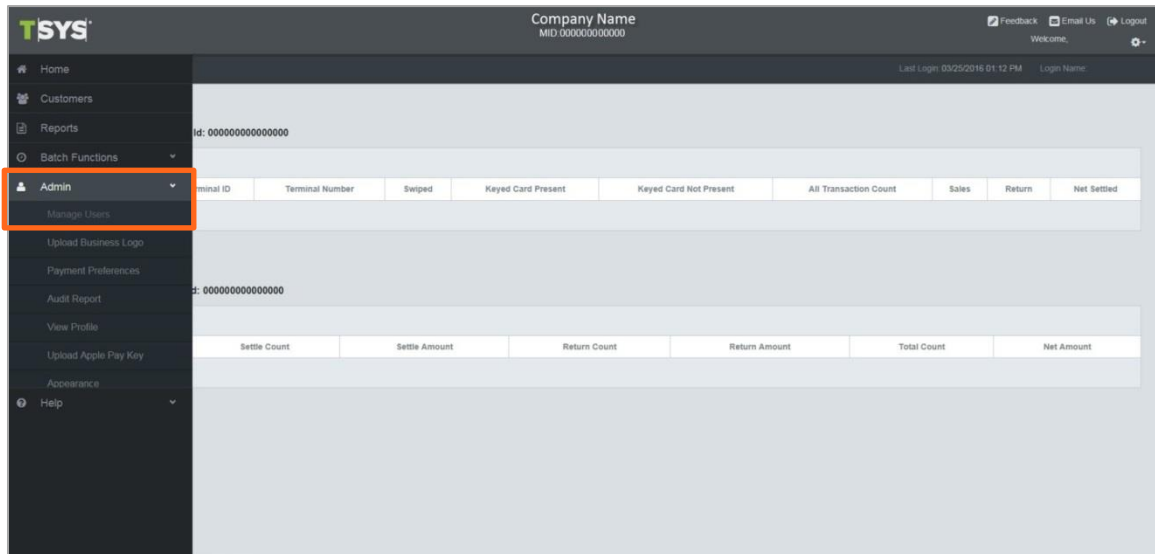 TSYS
Company Name
MID:000000000000
Feedback Email Us Logout
Welcome,
Home
Last Login: 03/25/2016 01:12 PM Login Name:
Customers
Reports
Id: 000000000000000
Batch Functions
Admin
rminal ID Terminal Number Swiped Keyed Card Present Keyed Card Not Present All Transaction Count Sales Return Net Settled
Manage Users
Upload Business Logo
Payment Preferences
d: 000000000000000
Audit Report
View Profile
Settle Count Settle Amount Return Count Return Amount Total Count Net Amount
Upload Apple Pay Key
Appearance
Help